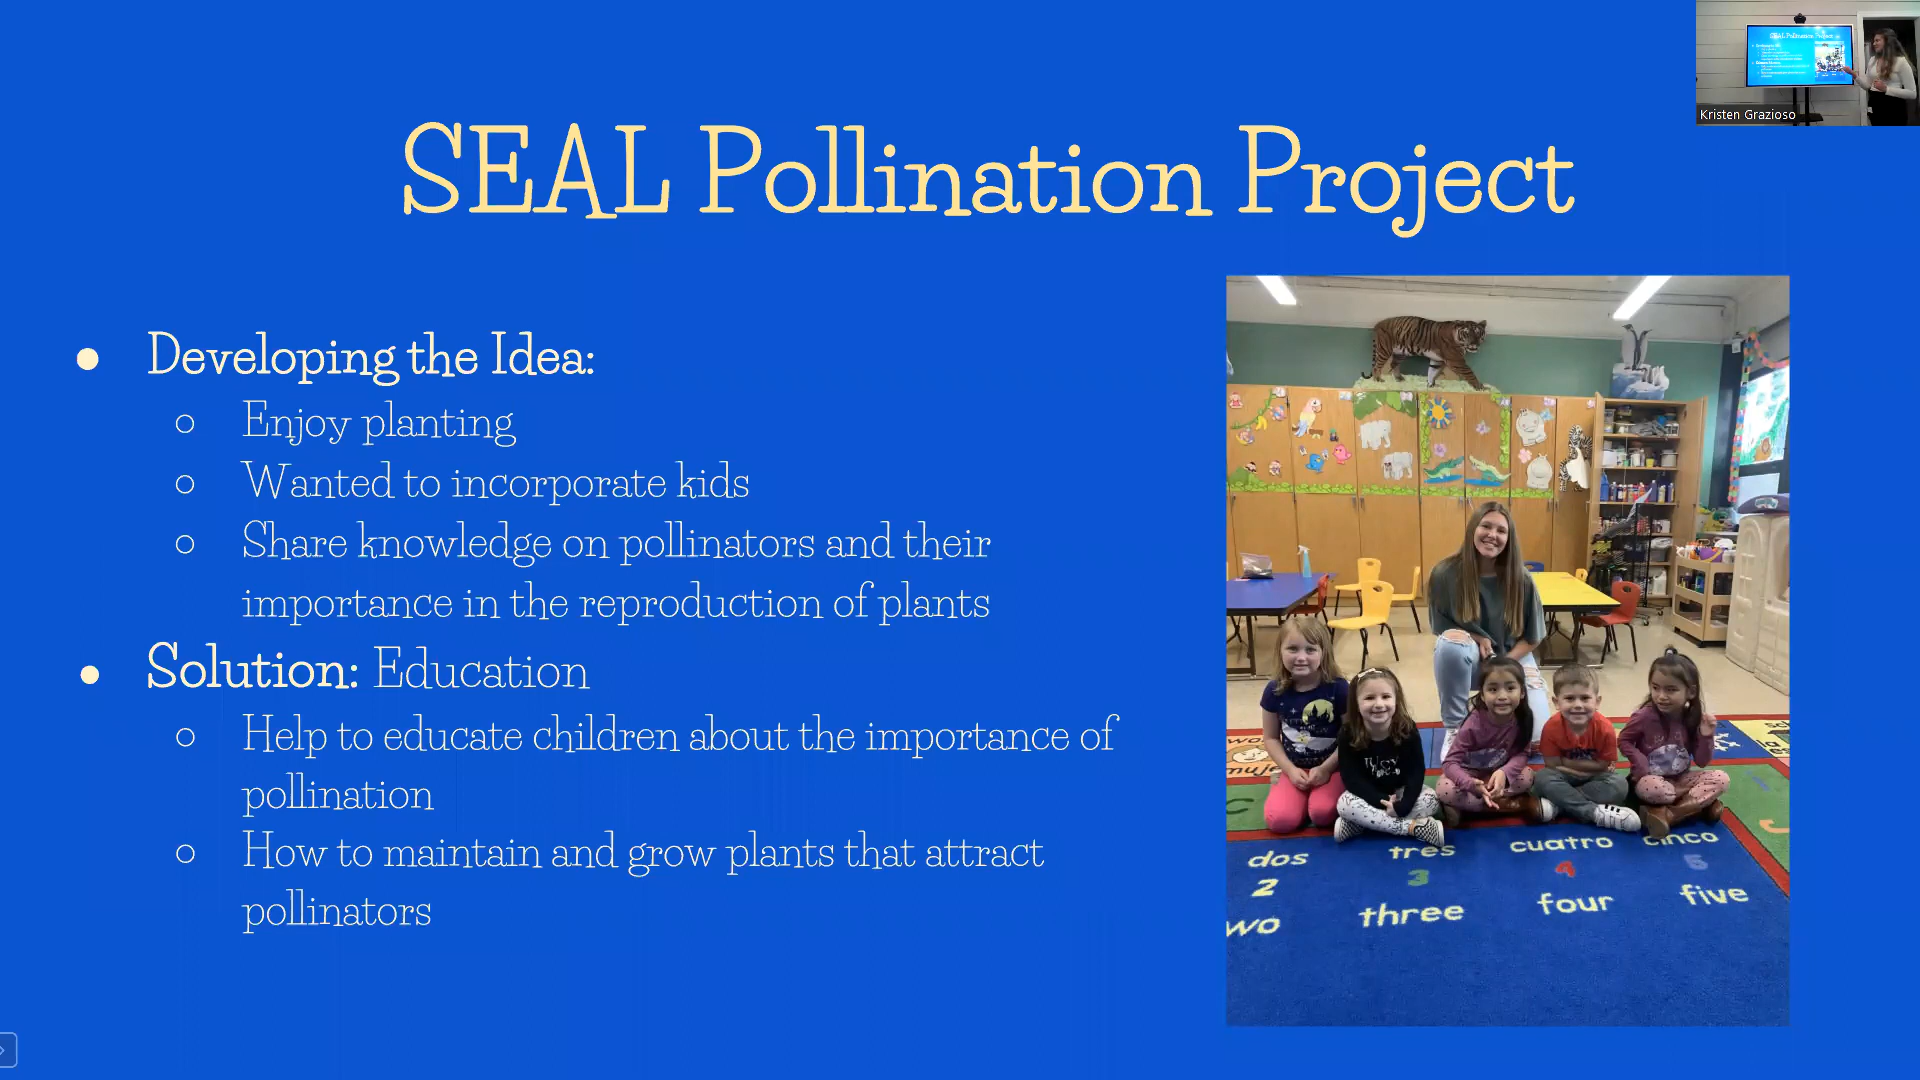 SEAL Pollination Project
Kristen Grazioso
● Developing the Idea:
○ Enjoy planting
○ Wanted to incorporate kids
○ Share knowledge on pollinators and their
importance in the reproduction of plants
● Solution: Education
○ Help to educate children about the importance of
pollination
○ How to maintain and grow plants that attract
pollinators
dos tres cuatro cinco
2 3 4 5
wo three four five